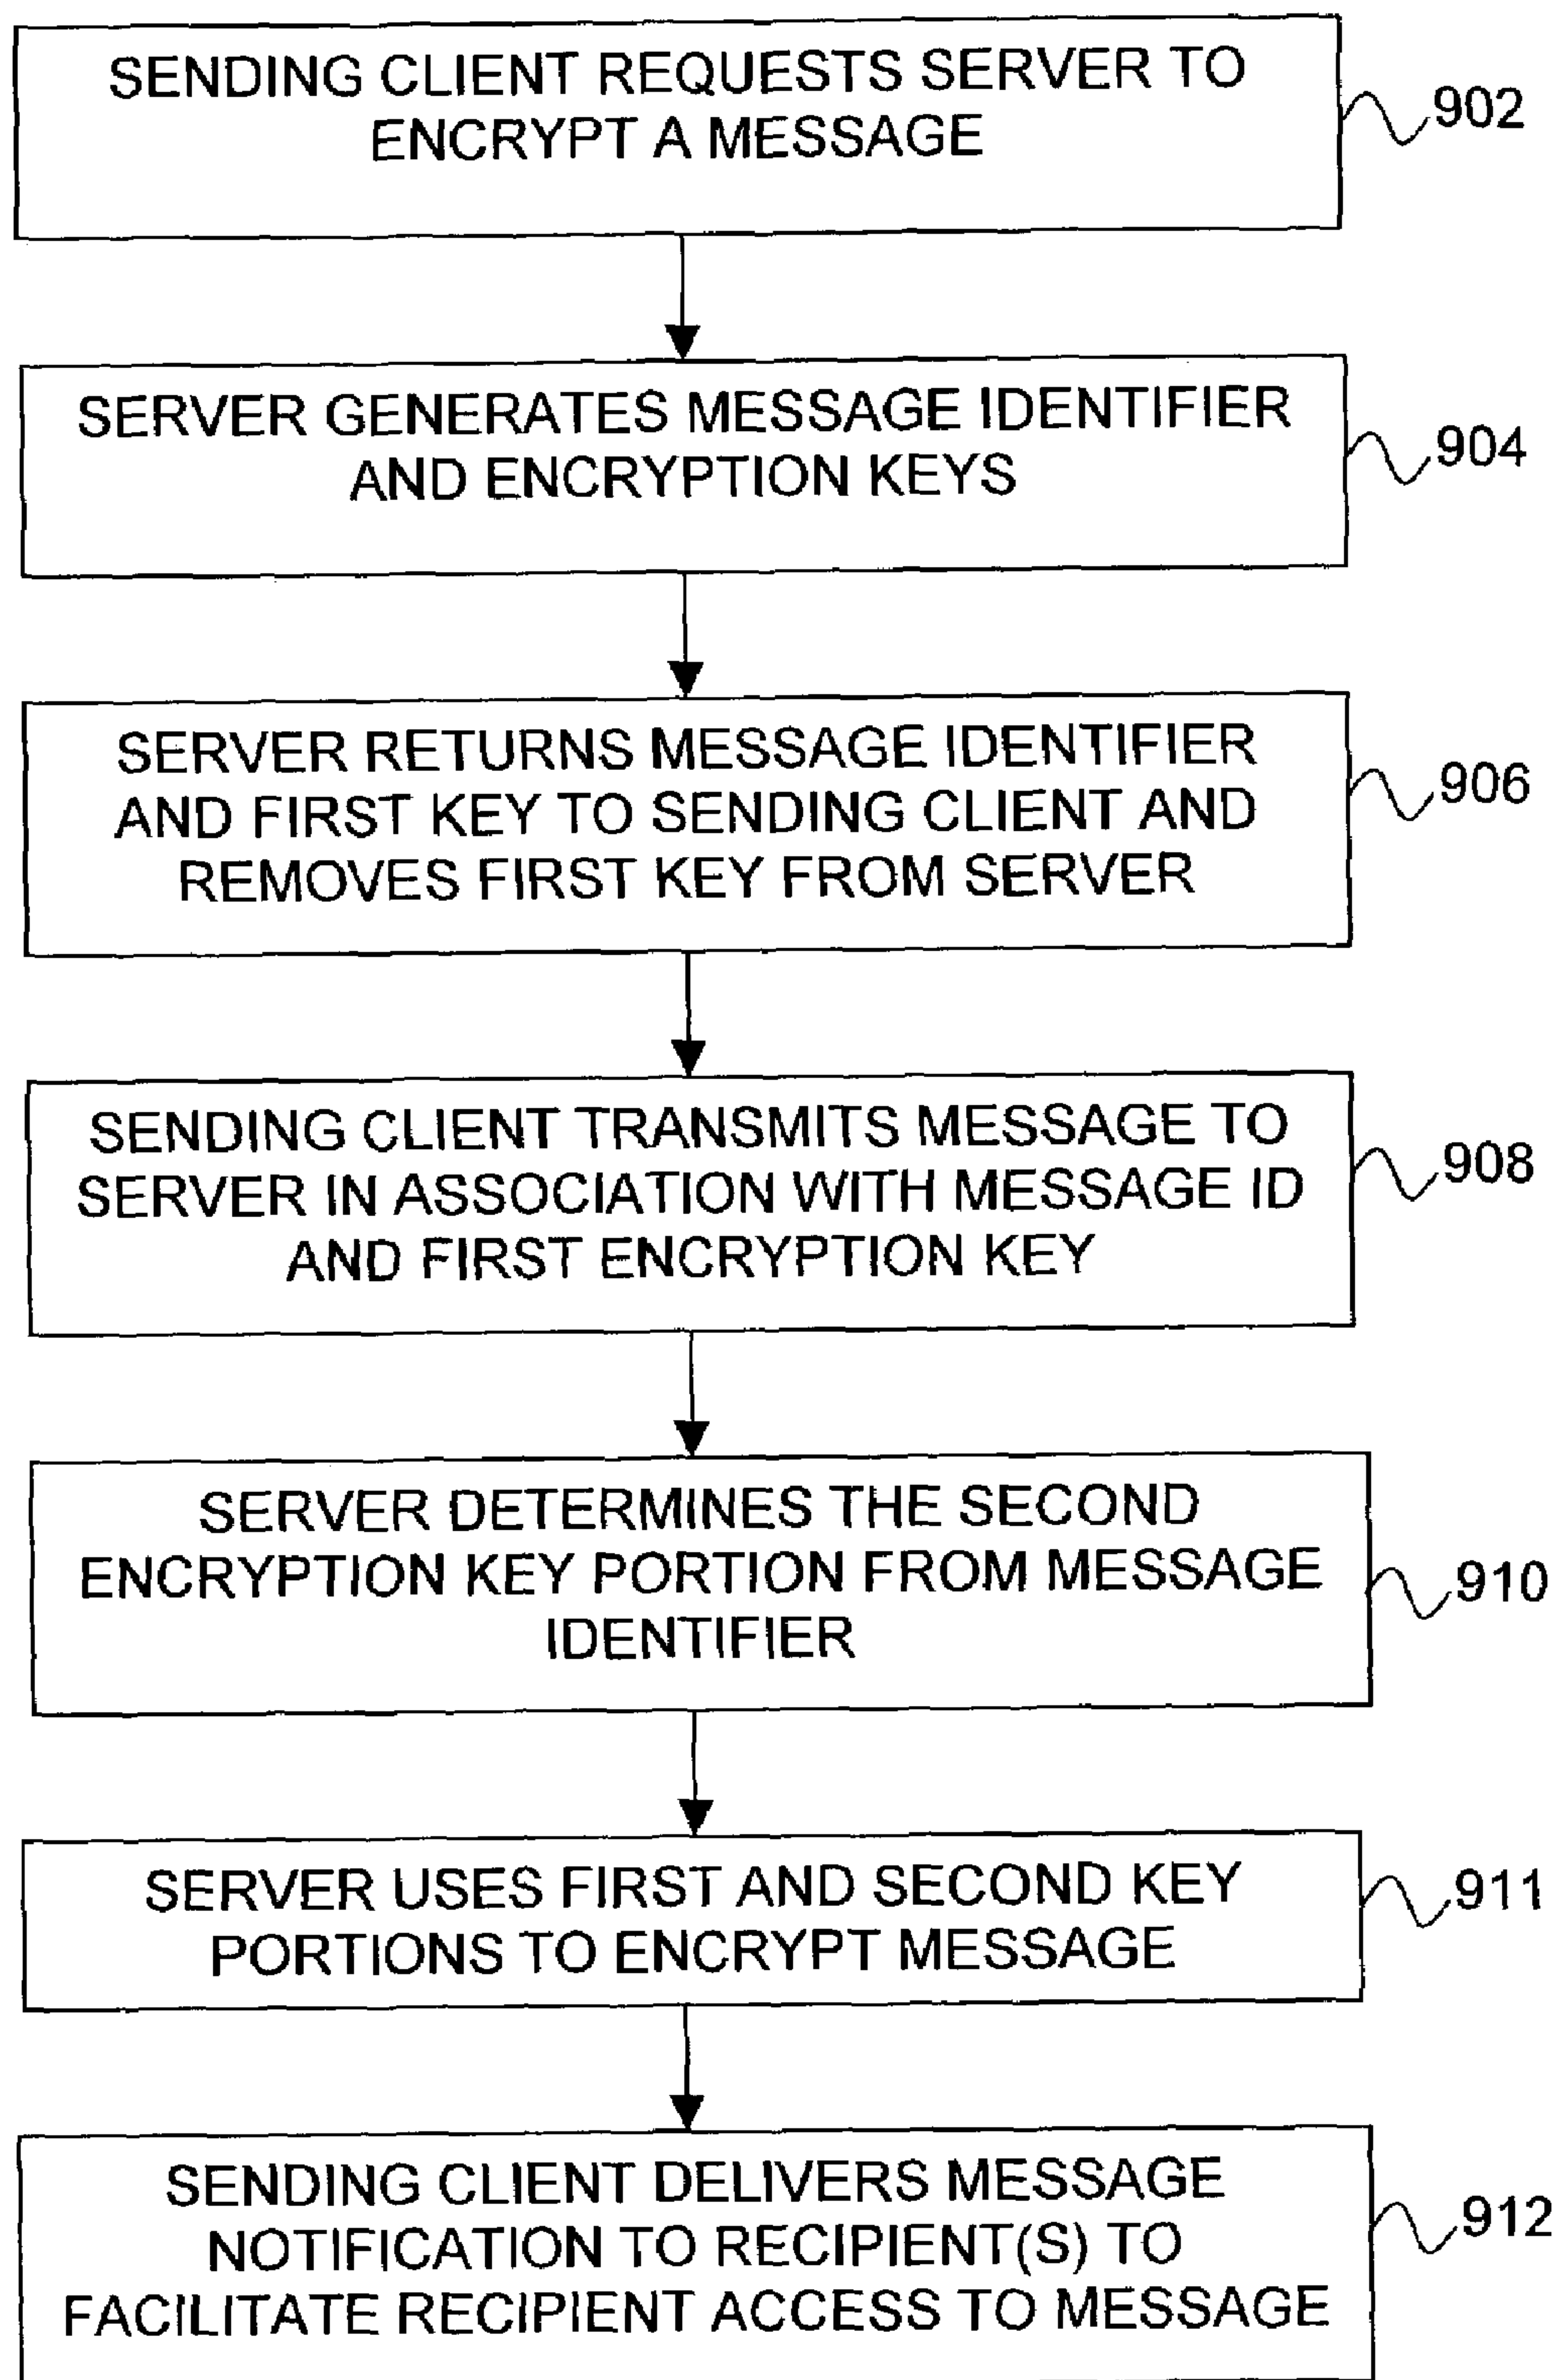 SENDING CLIENT REQUESTS SERVER TO
ENCRYPT A MESSAGE
902
SERVER GENERATES MESSAGE IDENTIFIER
AND ENCRYPTION KEYS
904
SERVER RETURNS MESSAGE IDENTIFIER
AND FIRST KEY TO SENDING CLIENT AND
REMOVES FIRST KEY FROM SERVER
906
SENDING CLIENT TRANSMITS MESSAGE TO
SERVER IN ASSOCIATION WITH MESSAGE ID
AND FIRST ENCRYPTION KEY
908
SERVER DETERMINES THE SECOND
ENCRYPTION KEY PORTION FROM MESSAGE
IDENTIFIER
910
SERVER USES FIRST AND SECOND KEY
PORTIONS TO ENCRYPT MESSAGE
911
SENDING CLIENT DELIVERS MESSAGE
NOTIFICATION TO RECIPIENT(S) TO
FACILITATE RECIPIENT ACCESS TO MESSAGE
912